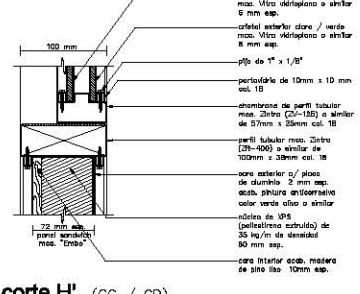 mca. Vitro vidrioplano o similar
6 mm esp.
cristal exterior claro / verde
mca. Vitro vidrioplano o similar
6 mm esp.
100 mm
pija de 1" x 1/8"
portavidrio de 10mm x 10 mm
cal. 18
chambrana de perfil tubular
mca. Zintro (ZV-125) o similar
de 57mm x 25mm cal. 18
perfil tubular mca. Zintro
(ZR-400) o similar de
100mm x 38mm cal. 18
cara exterior c/ placa
de aluminio 2 mm esp.
acab. pintura anticorrosiva
color verde olivo o similar
72 mm esp.
panel sandwich
mca. "Embo"
núcleo de XPS
(poliestireno extruido) de
35 kg/m de densidad
60 mm esp.
cara interior acab. madera
de pino liso 10mm esp.
corte H' (CC / CD)